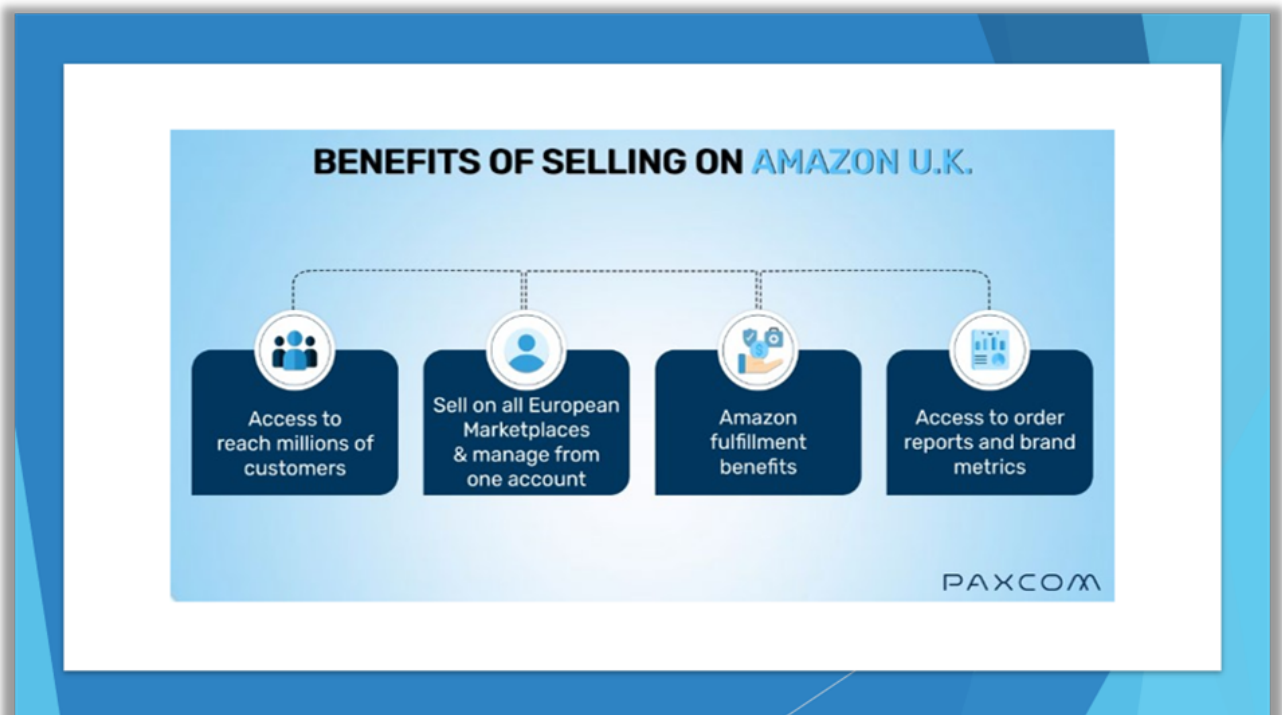 BENEFITS OF SELLING ON AMAZON U.K.
Access to
reach millions of
customers
Sell on all European
Marketplaces
& manage from
one account
Amazon
fulfillment
benefits
Access to order
reports and brand
metrics
PAXCOM